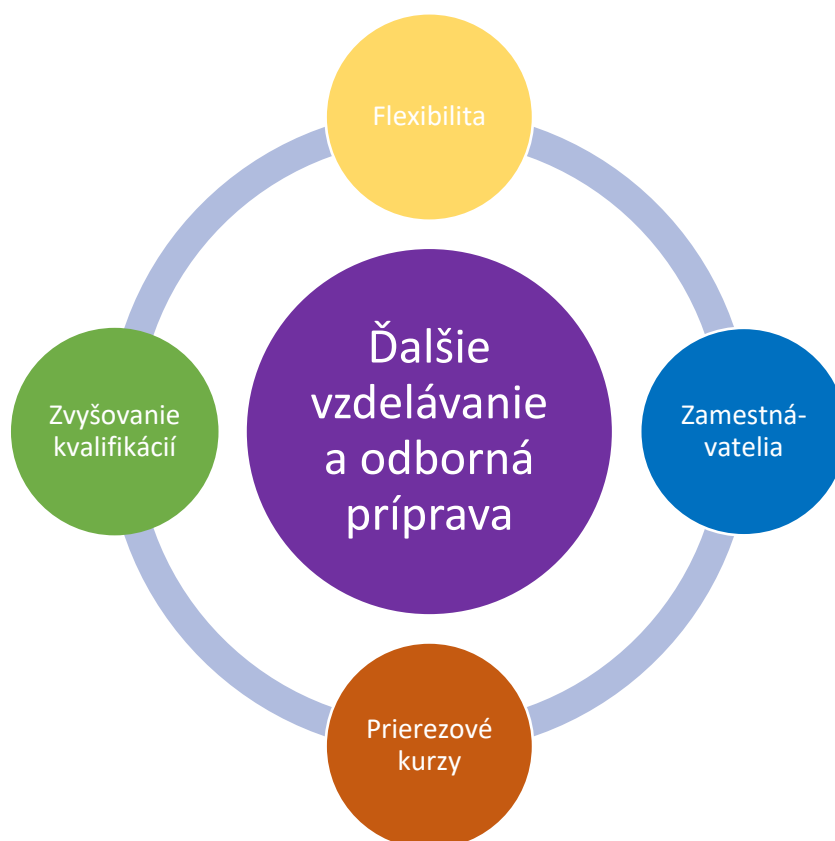 Flexibilita
Ďalšie
vzdelávanie
a odborná
príprava
Zvyšovanie
kvalifikácií
Zamestná-
vatelia
Prierezové
kurzy